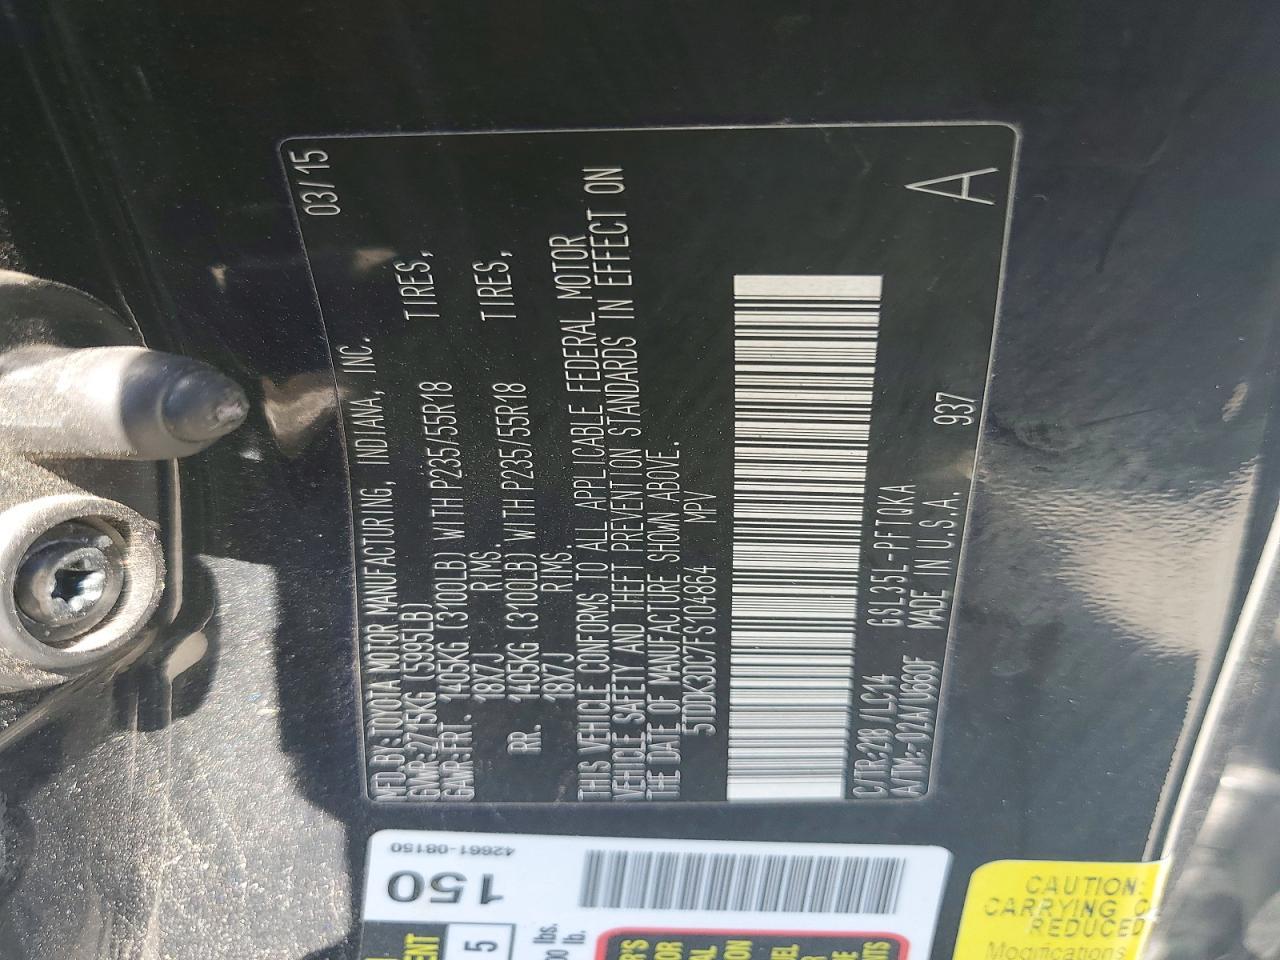 MFD.BY:TOYOTA MOTOR MANUFACTURING, INDIANA, INC. 03/15
GVWR:2775KG (5995LB)
GAWR:FRT. 1405KG (3100LB) WITH P235/55R18 TIRES,
18X7J RIMS.
RR. 1405KG (3100LB) WITH P235/55R18 TIRES,
18X7J RIMS.
THIS VEHICLE CONFORMS TO ALL APPLICABLE FEDERAL MOTOR
VEHICLE SAFETY AND THEFT PREVENTION STANDARDS IN EFFECT ON
THE DATE OF MANUFACTURE SHOWN ABOVE.
5TDDK3DC7FS104864 MPV
C/TR:218/LC14 GSL35L-PFTQKA
A/TM:-02A/U660F MADE IN U.S.A. 937
A
42661-08150
150
5
lbs.
lb.
CAUTION:
CARRYING C
REDUCED
Modifications